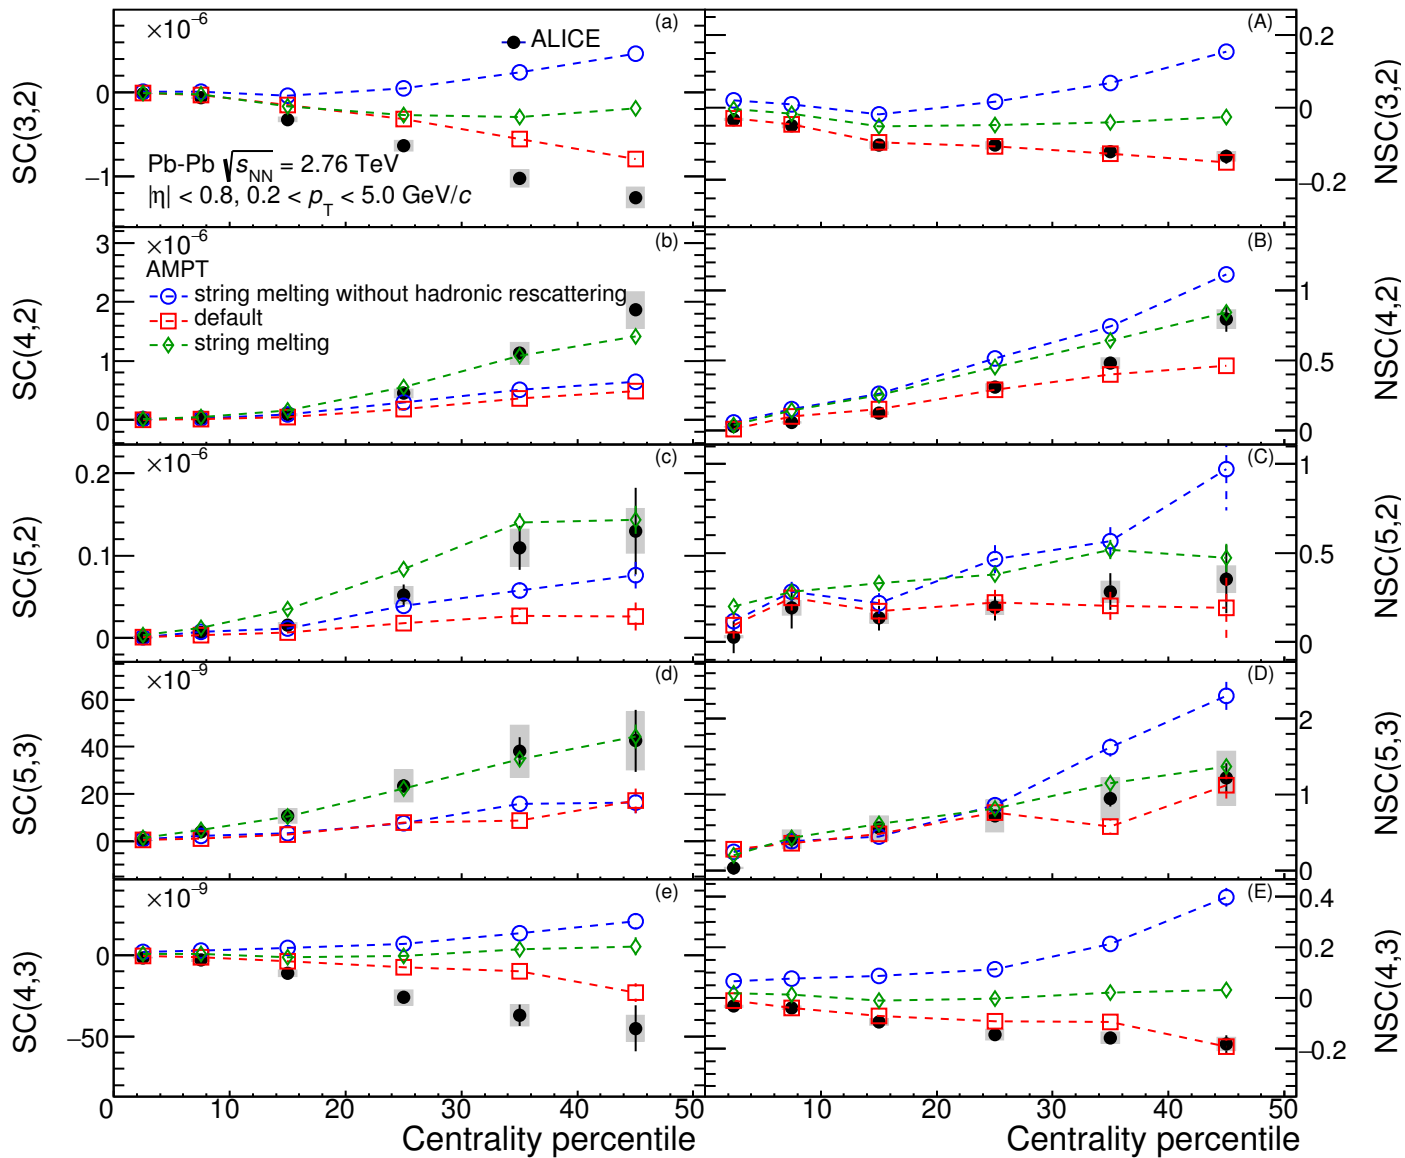 ×10⁻⁶
(a)
ALICE
SC(3,2)
0
−1
Pb-Pb √sNN = 2.76 TeV
|η| < 0.8, 0.2 < pT < 5.0 GeV/c
(A)
0.2
0
−0.2
NSC(3,2)
×10⁻⁶
(b)
AMPT
string melting without hadronic rescattering
default
string melting
SC(4,2)
3
2
1
0
(B)
1
0.5
0
NSC(4,2)
×10⁻⁶
(c)
SC(5,2)
0.2
0.1
0
(C)
1
0.5
0
NSC(5,2)
×10⁻⁹
(d)
SC(5,3)
60
40
20
0
(D)
2
1
0
NSC(5,3)
×10⁻⁹
(e)
SC(4,3)
0
−50
(E)
0.4
0.2
0
−0.2
NSC(4,3)
0 10 20 30 40 50
Centrality percentile
10 20 30 40 50
Centrality percentile